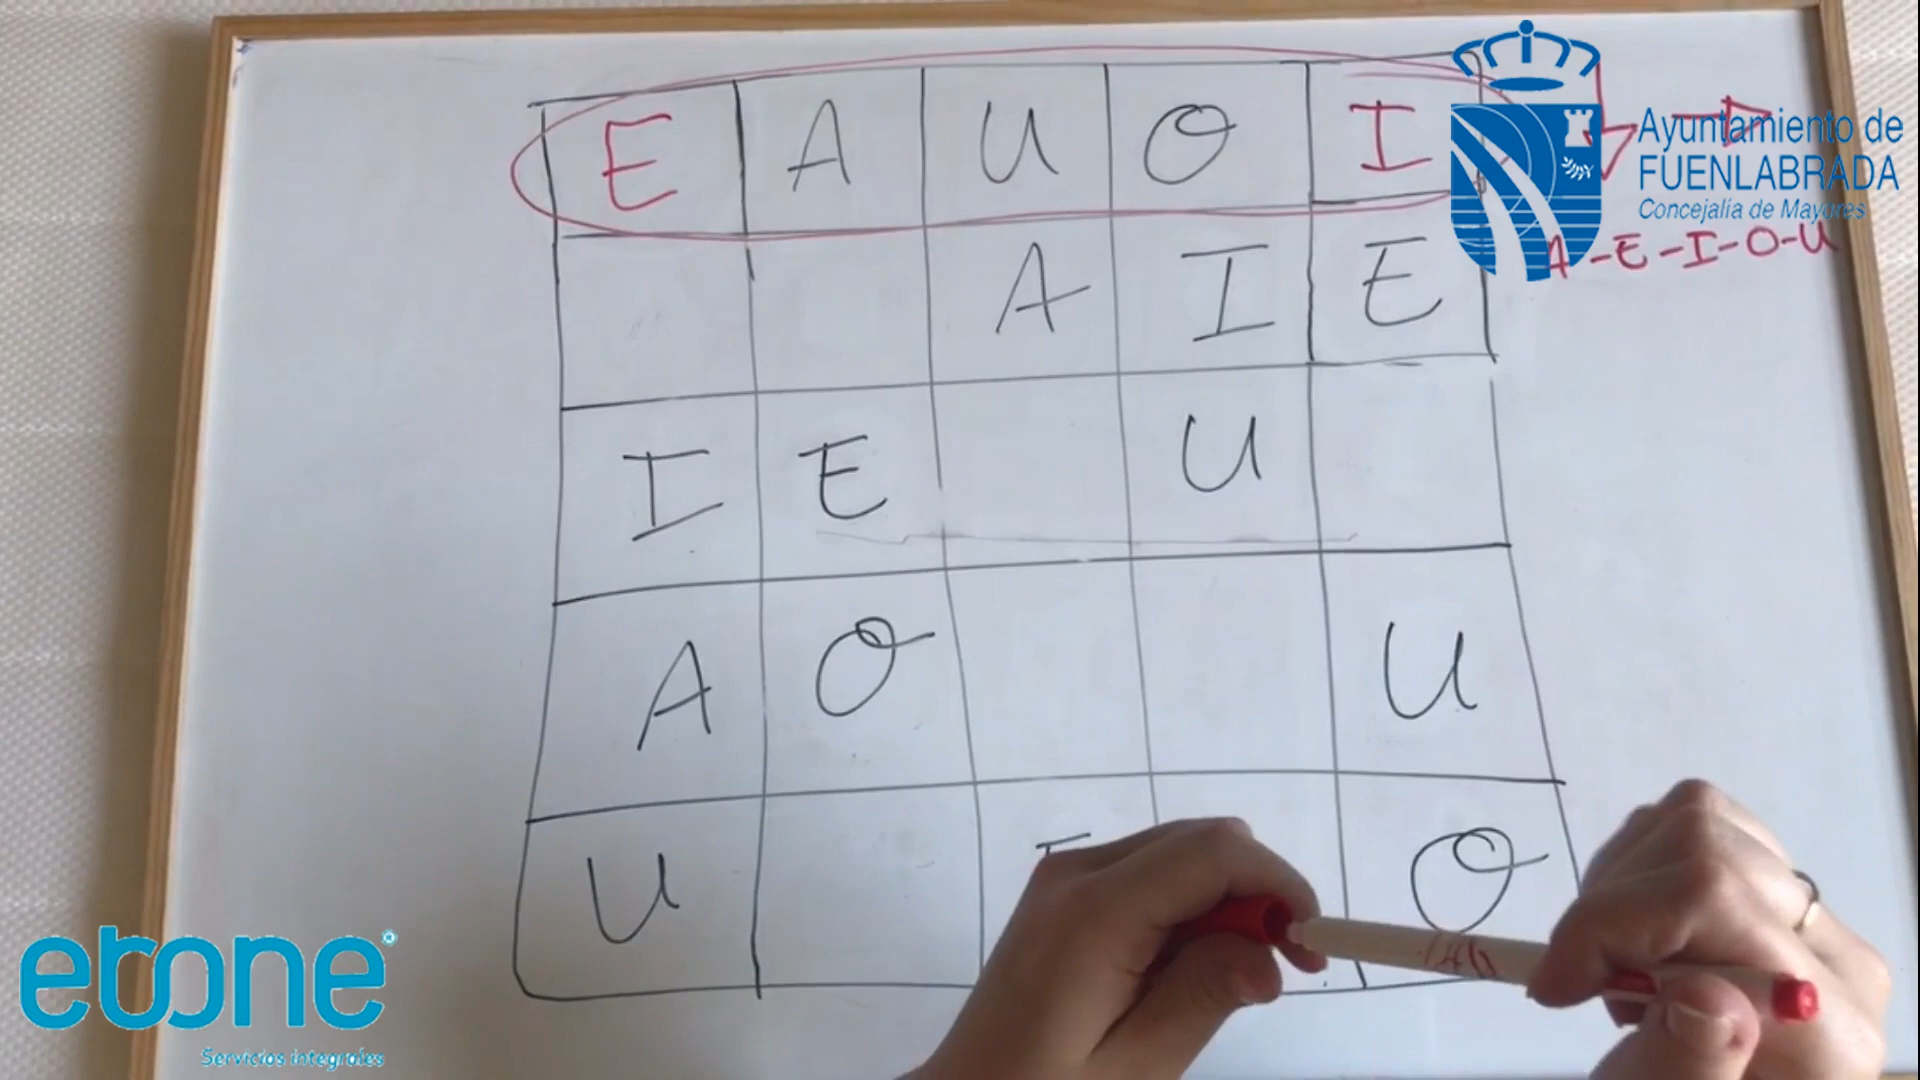 E A U O I
Ayuntamiento de
FUENLABRADA
Concejalía de Mayores
A-E-I-O-U
A I E
I E U
A O U
U O
etone
Servicios integrales